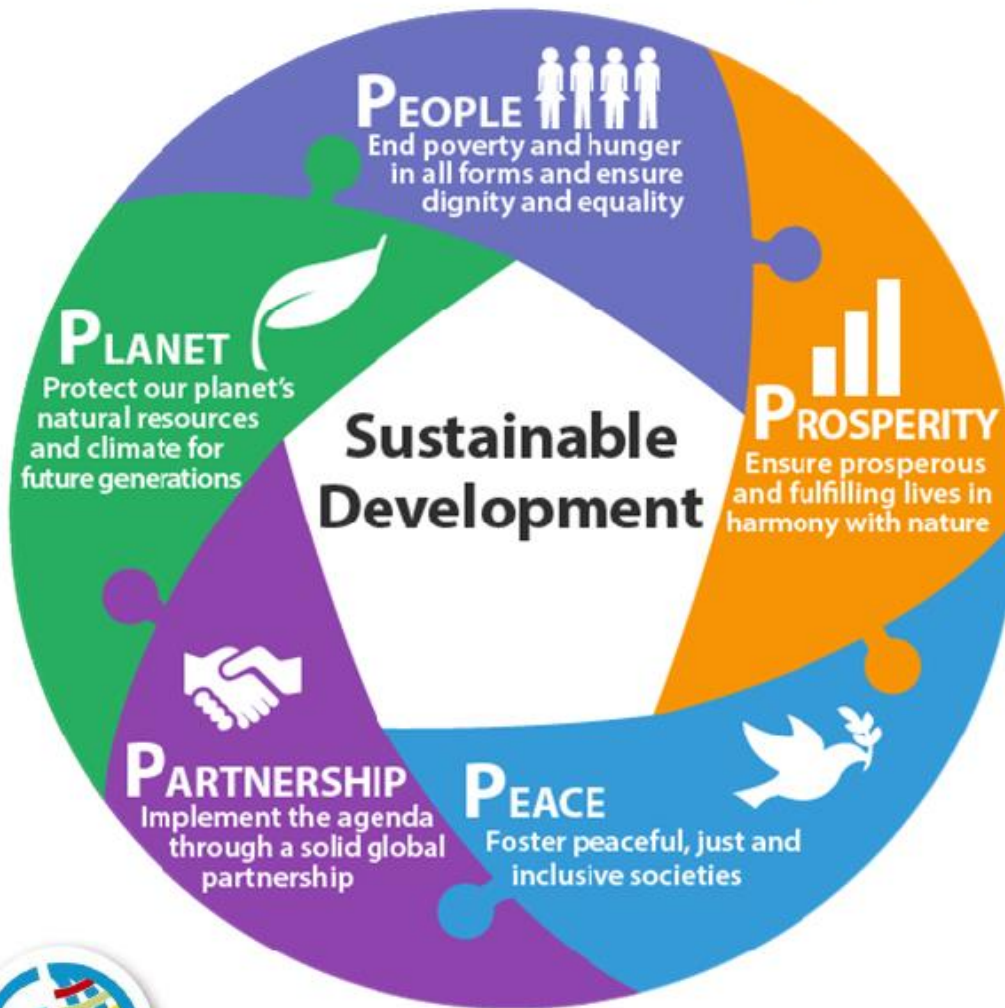 PEOPLE
End poverty and hunger
in all forms and ensure
dignity and equality
PROSPERITY
Ensure prosperous
and fulfilling lives in
harmony with nature
PEACE
Foster peaceful, just and
inclusive societies
PARTNERSHIP
Implement the agenda
through a solid global
partnership
PLANET
Protect our planet's
natural resources
and climate for
future generations
Sustainable
Development